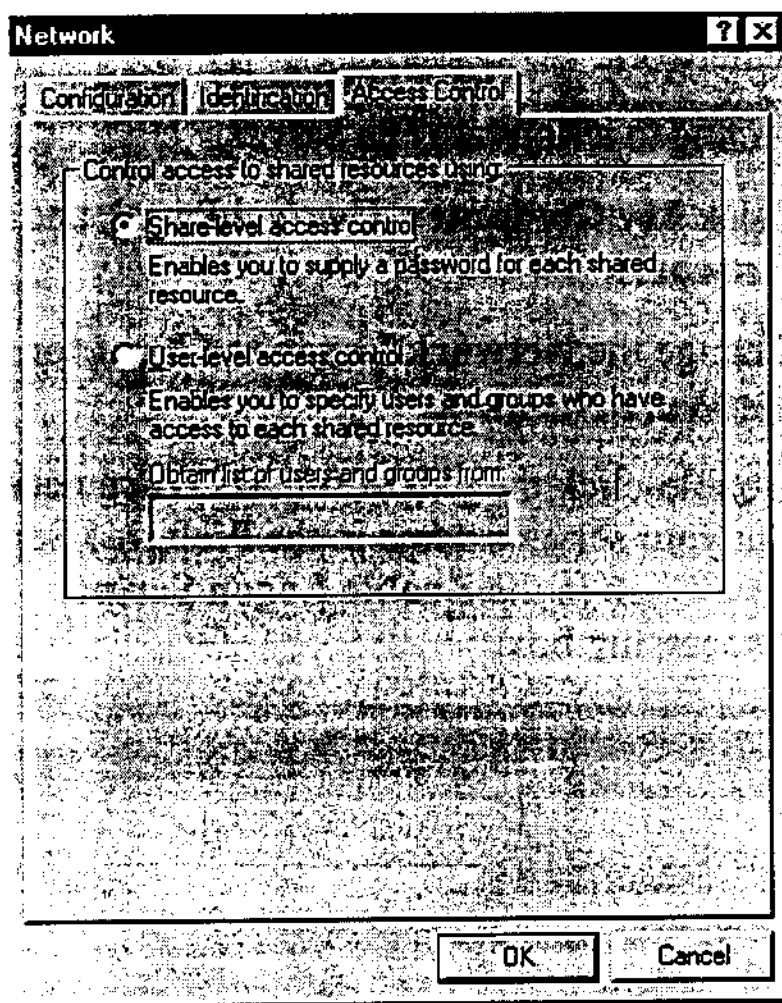 Network
Configuration Identification Access Control
Control access to shared resources using:
Share-level access control
Enables you to supply a password for each shared
resource.
User-level access control
Enables you to specify users and groups who have
access to each shared resource.
Obtain list of users and groups from:
OK Cancel